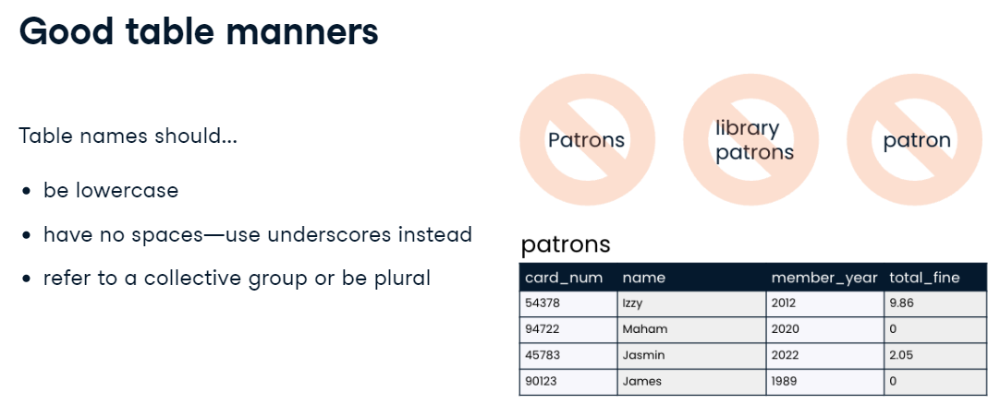 Good table manners
Table names should...
be lowercase
have no spaces—use underscores instead
refer to a collective group or be plural
Patrons
library
patrons
patron
patrons
card_num name member_year total_fine
54378 Izzy 2012 9.86
94722 Maham 2020 0
45783 Jasmin 2022 2.05
90123 James 1989 0